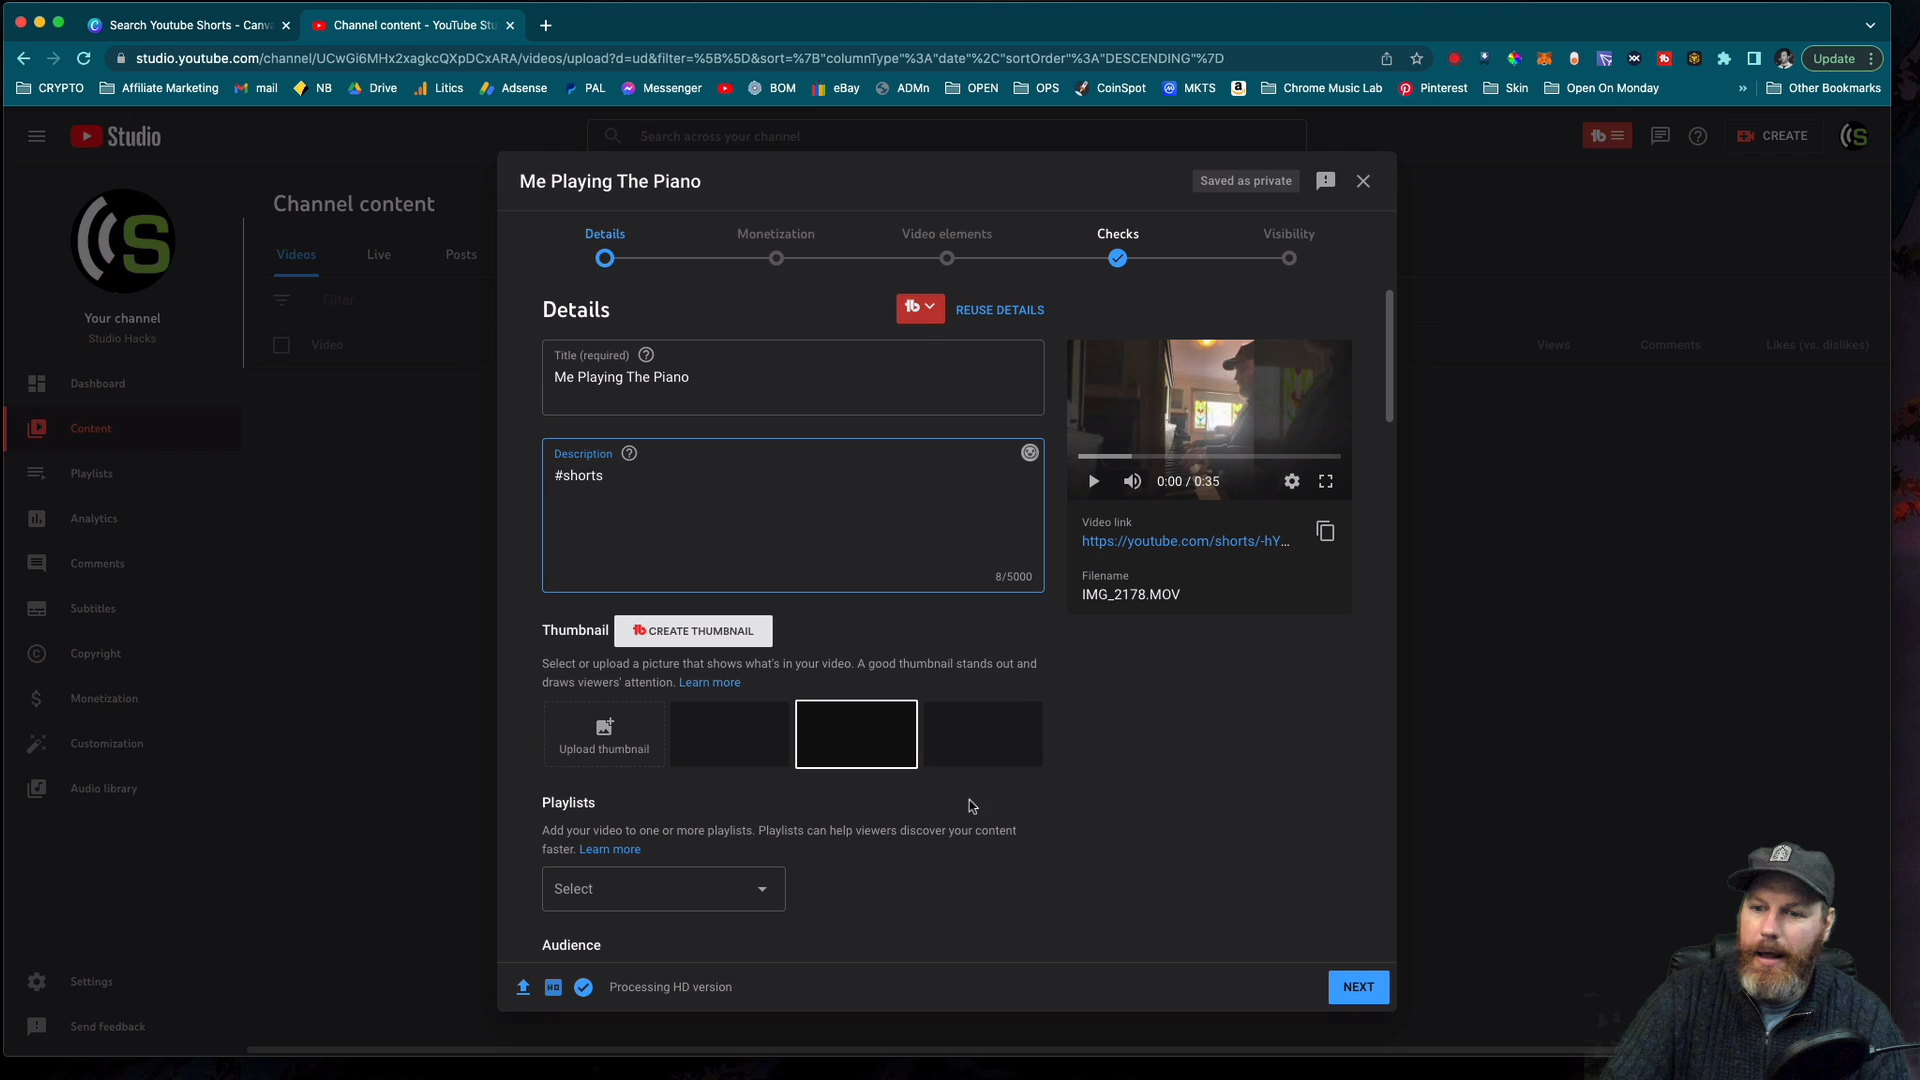 Search Youtube Shorts - Canva
Channel content - YouTube Stu
studio.youtube.com/channel/UCwGi6MHx2xagkcQXpDCxARA/videos/upload?d=ud&filter=%5B%5D&sort=%7B"columnType"%3A"date"%2C"sortOrder"%3A"DESCENDING"%7D
Update
CRYPTO
Affiliate Marketing
mail
NB
Drive
Litics
Adsense
PAL
Messenger
BOM
eBay
ADMn
OPEN
OPS
CoinSpot
MKTS
Chrome Music Lab
Pinterest
Skin
Open On Monday
»
Other Bookmarks
Studio
Search across your channel
CREATE
Your channel
Studio Hacks
Dashboard
Content
Playlists
Analytics
Comments
Subtitles
Copyright
Monetization
Customization
Audio library
Settings
Send feedback
Channel content
Videos
Live
Posts
Filter
Video
Views
Comments
Likes (vs. dislikes)
Me Playing The Piano
Saved as private
Details
Monetization
Video elements
Checks
Visibility
Details
REUSE DETAILS
Title (required)
Me Playing The Piano
Description
#shorts
8/5000
0:00 / 0:35
Video link
https://youtube.com/shorts/-hY...
Filename
IMG_2178.MOV
Thumbnail
CREATE THUMBNAIL
Select or upload a picture that shows what's in your video. A good thumbnail stands out and
draws viewers' attention. Learn more
Upload thumbnail
Playlists
Add your video to one or more playlists. Playlists can help viewers discover your content
faster. Learn more
Select
Audience
HD
Processing HD version
NEXT